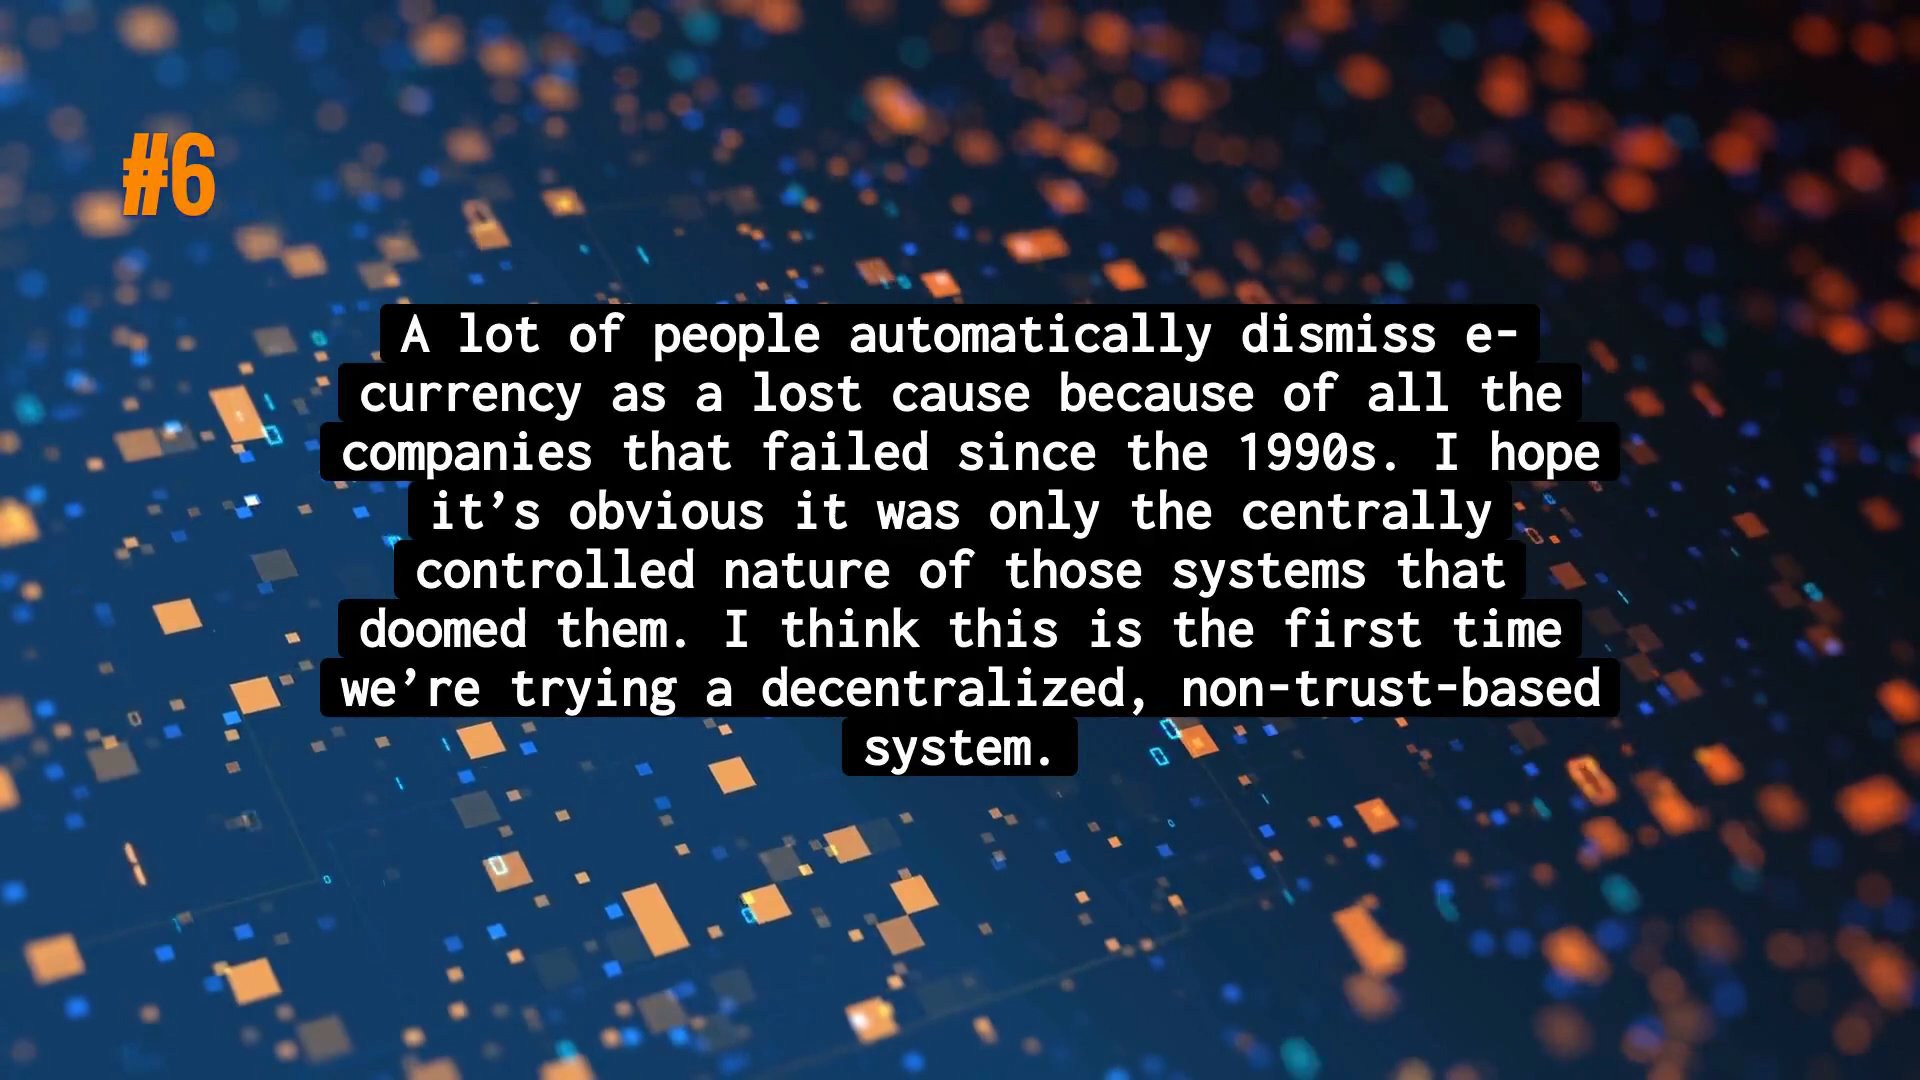 #6
A lot of people automatically dismiss e-
currency as a lost cause because of all the
companies that failed since the 1990s. I hope
it’s obvious it was only the centrally
controlled nature of those systems that
doomed them. I think this is the first time
we’re trying a decentralized, non-trust-based
system.